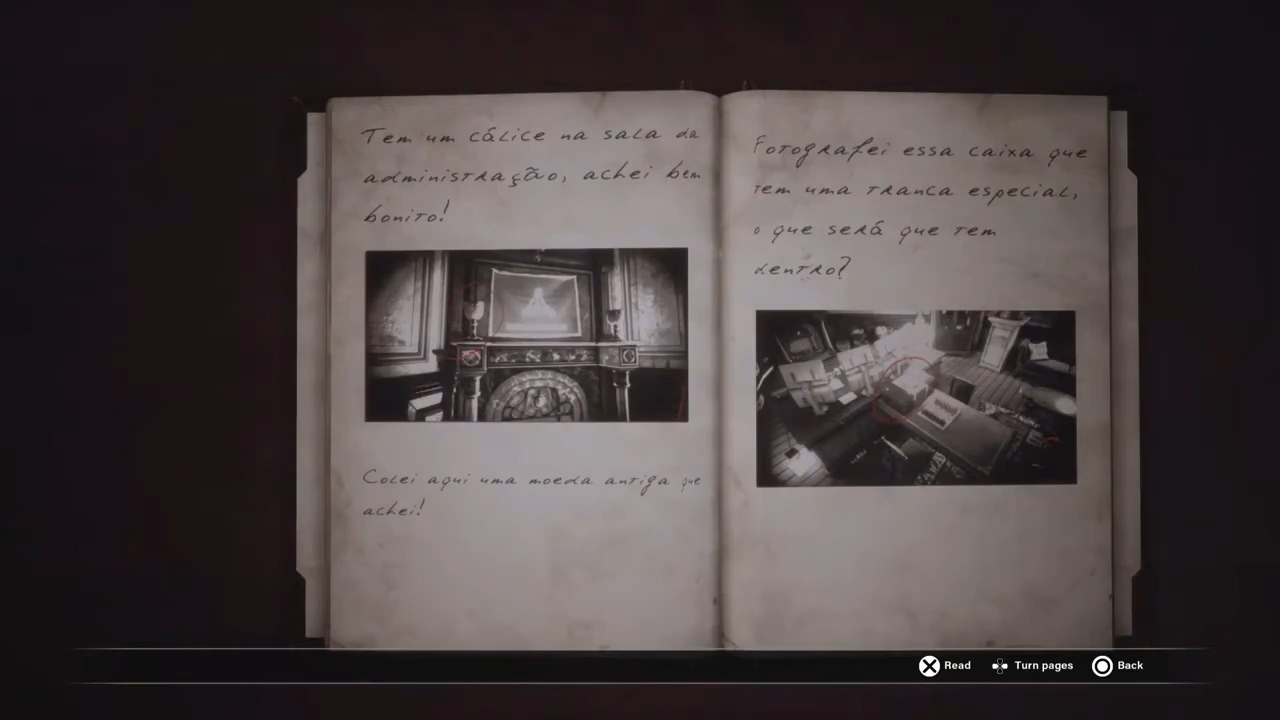 Tem um cálice na sala da
administração, achei bem
bonito!
Colei aqui uma moeda antiga que
achei!
Fotografei essa caixa que
tem uma tranca especial,
o que será que tem
dentro?
Read Turn pages Back